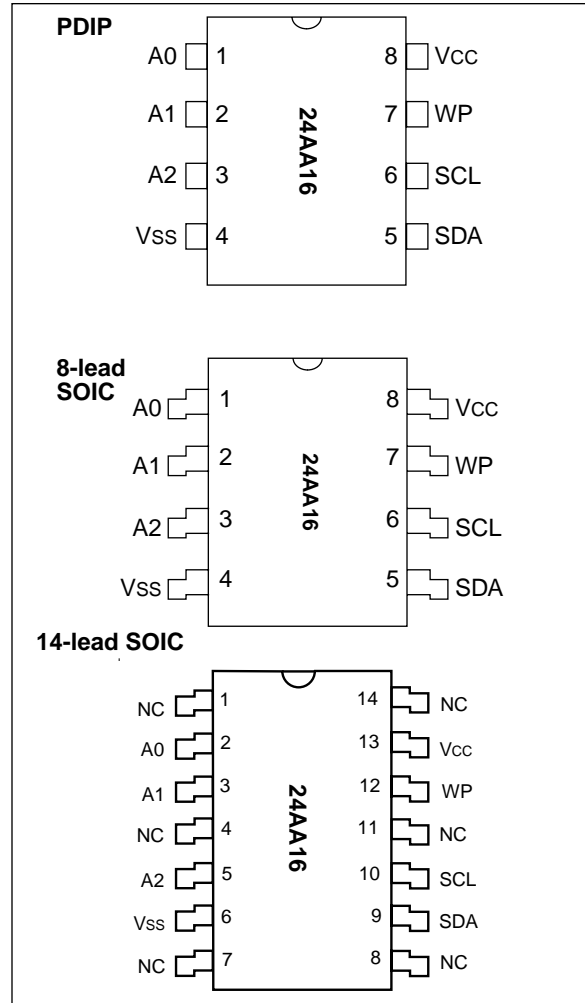 PDIP
A0 1 8 VCC
A1 2 7 WP
A2 3 6 SCL
VSS 4 5 SDA
24AA16
8-lead
SOIC
A0 1 8 VCC
A1 2 7 WP
A2 3 6 SCL
VSS 4 5 SDA
24AA16
14-lead SOIC
NC 1 14 NC
A0 2 13 VCC
A1 3 12 WP
NC 4 11 NC
A2 5 10 SCL
VSS 6 9 SDA
NC 7 8 NC
24AA16